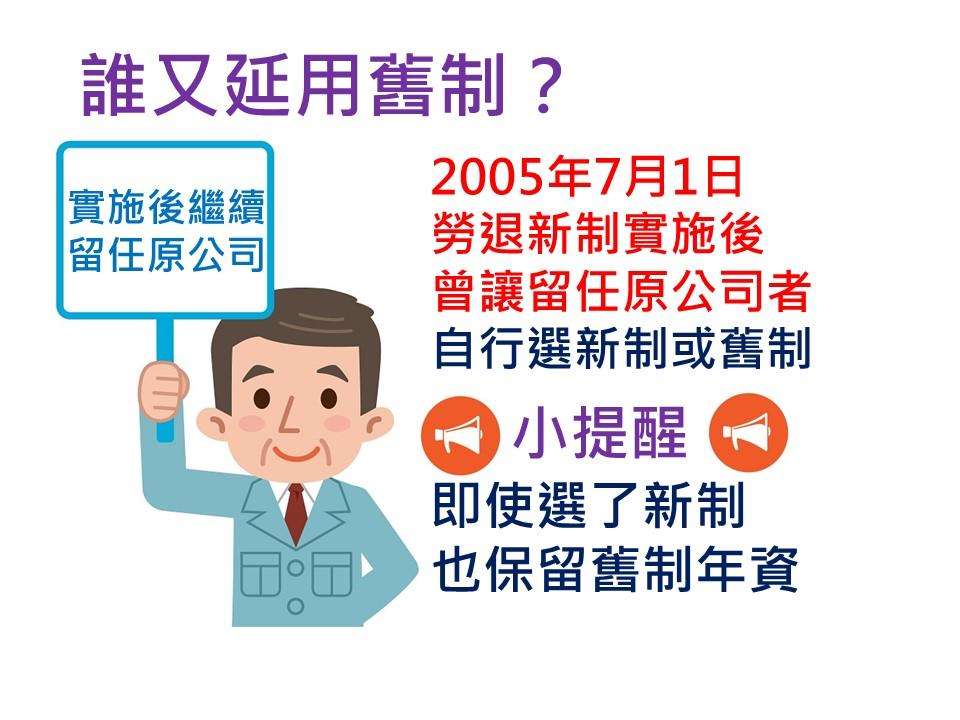 誰又延用舊制？
實施後繼續
留任原公司
2005年7月1日
勞退新制實施後
曾讓留任原公司者
自行選新制或舊制
小提醒
即使選了新制
也保留舊制年資